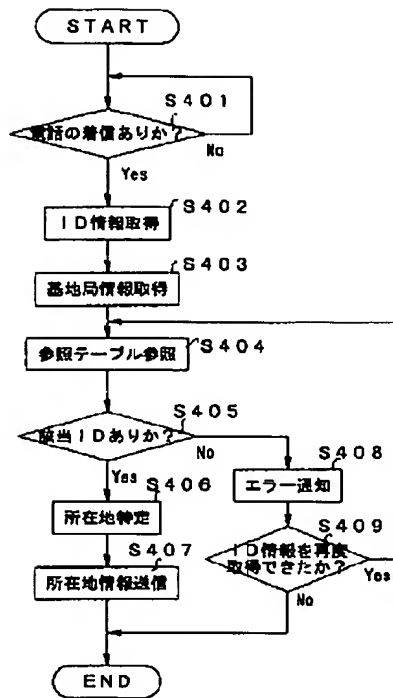 START
S401
電話の着信ありか?
No
Yes
S402
ID情報取得
S403
基地局情報取得
参照テーブル参照
S404
S405
該当IDありか?
No
Yes
S406
S408
エラー通知
所在地特定
S407
S409
ID情報を再度
取得できたか?
Yes
所在地情報送信
No
END